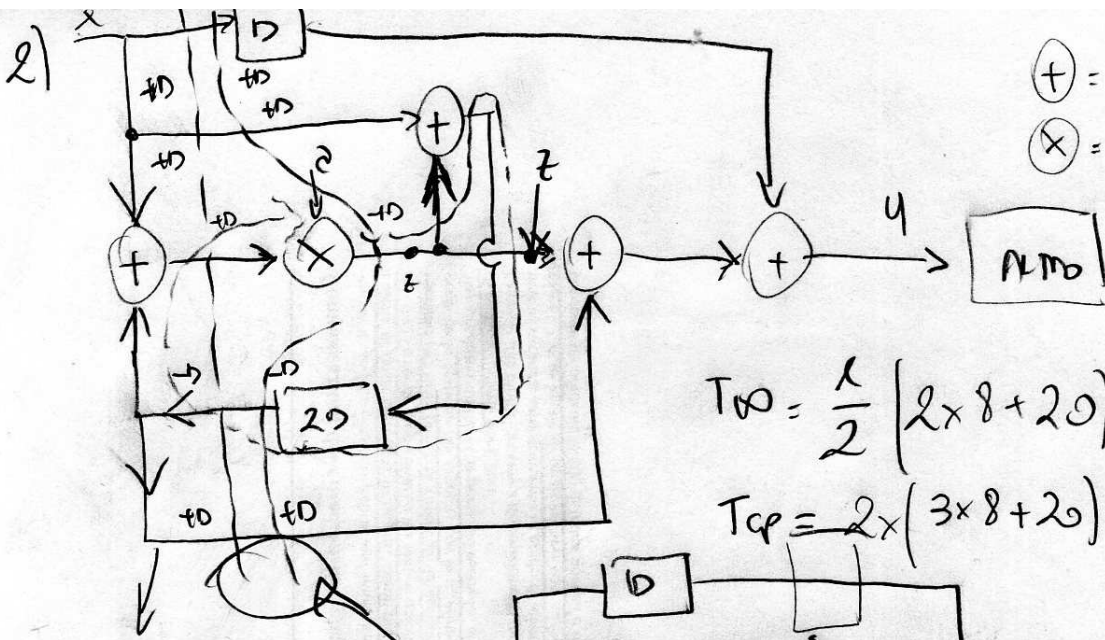 2)
x
D
+D
+D
+D
+D
+
+
=
a
z
×
=
+D
+D
y
+
×
+
+
z
-D
-D
2D
T∞ = 1/2 (2×8+20)
+D
+D
Tcp = 2×(3×8+20)
D